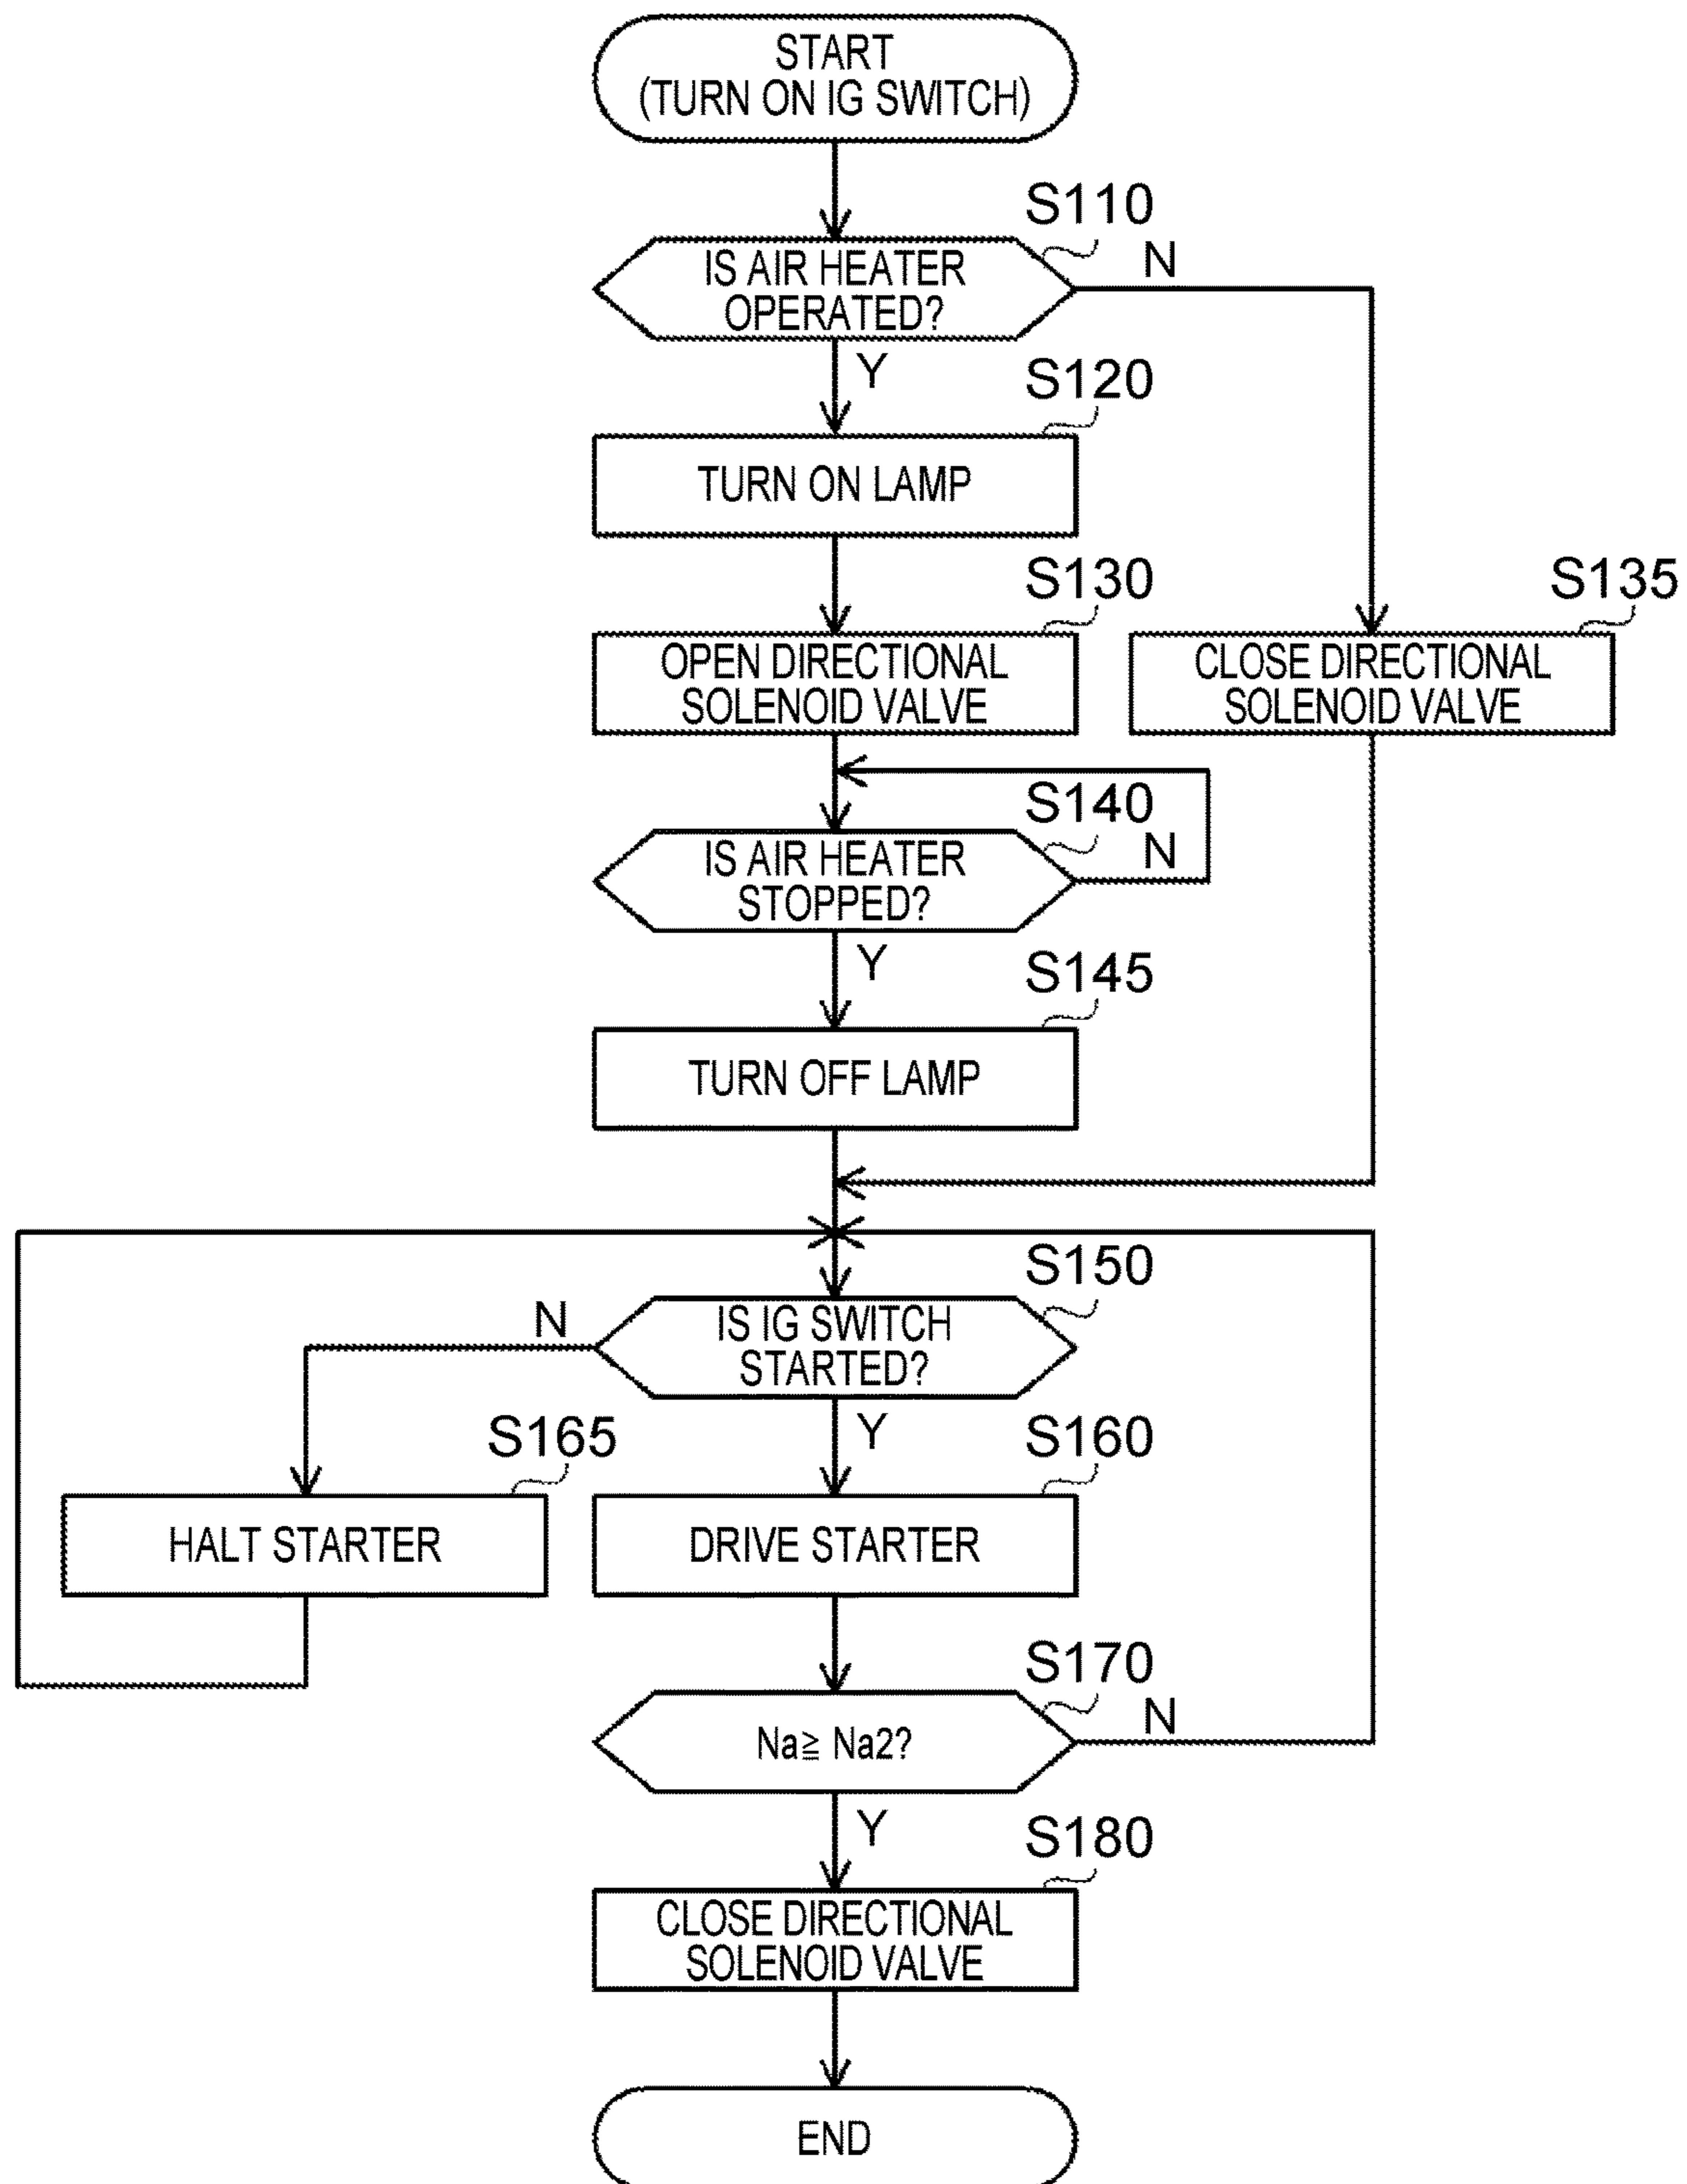 START
(TURN ON IG SWITCH)
S110
N
IS AIR HEATER
OPERATED?
Y
S120
TURN ON LAMP
S130
S135
OPEN DIRECTIONAL
SOLENOID VALVE
CLOSE DIRECTIONAL
SOLENOID VALVE
S140
N
IS AIR HEATER
STOPPED?
Y
S145
TURN OFF LAMP
S150
N
IS IG SWITCH
STARTED?
Y
S165
S160
HALT STARTER
DRIVE STARTER
S170
N
Na≧ Na2?
Y
S180
CLOSE DIRECTIONAL
SOLENOID VALVE
END